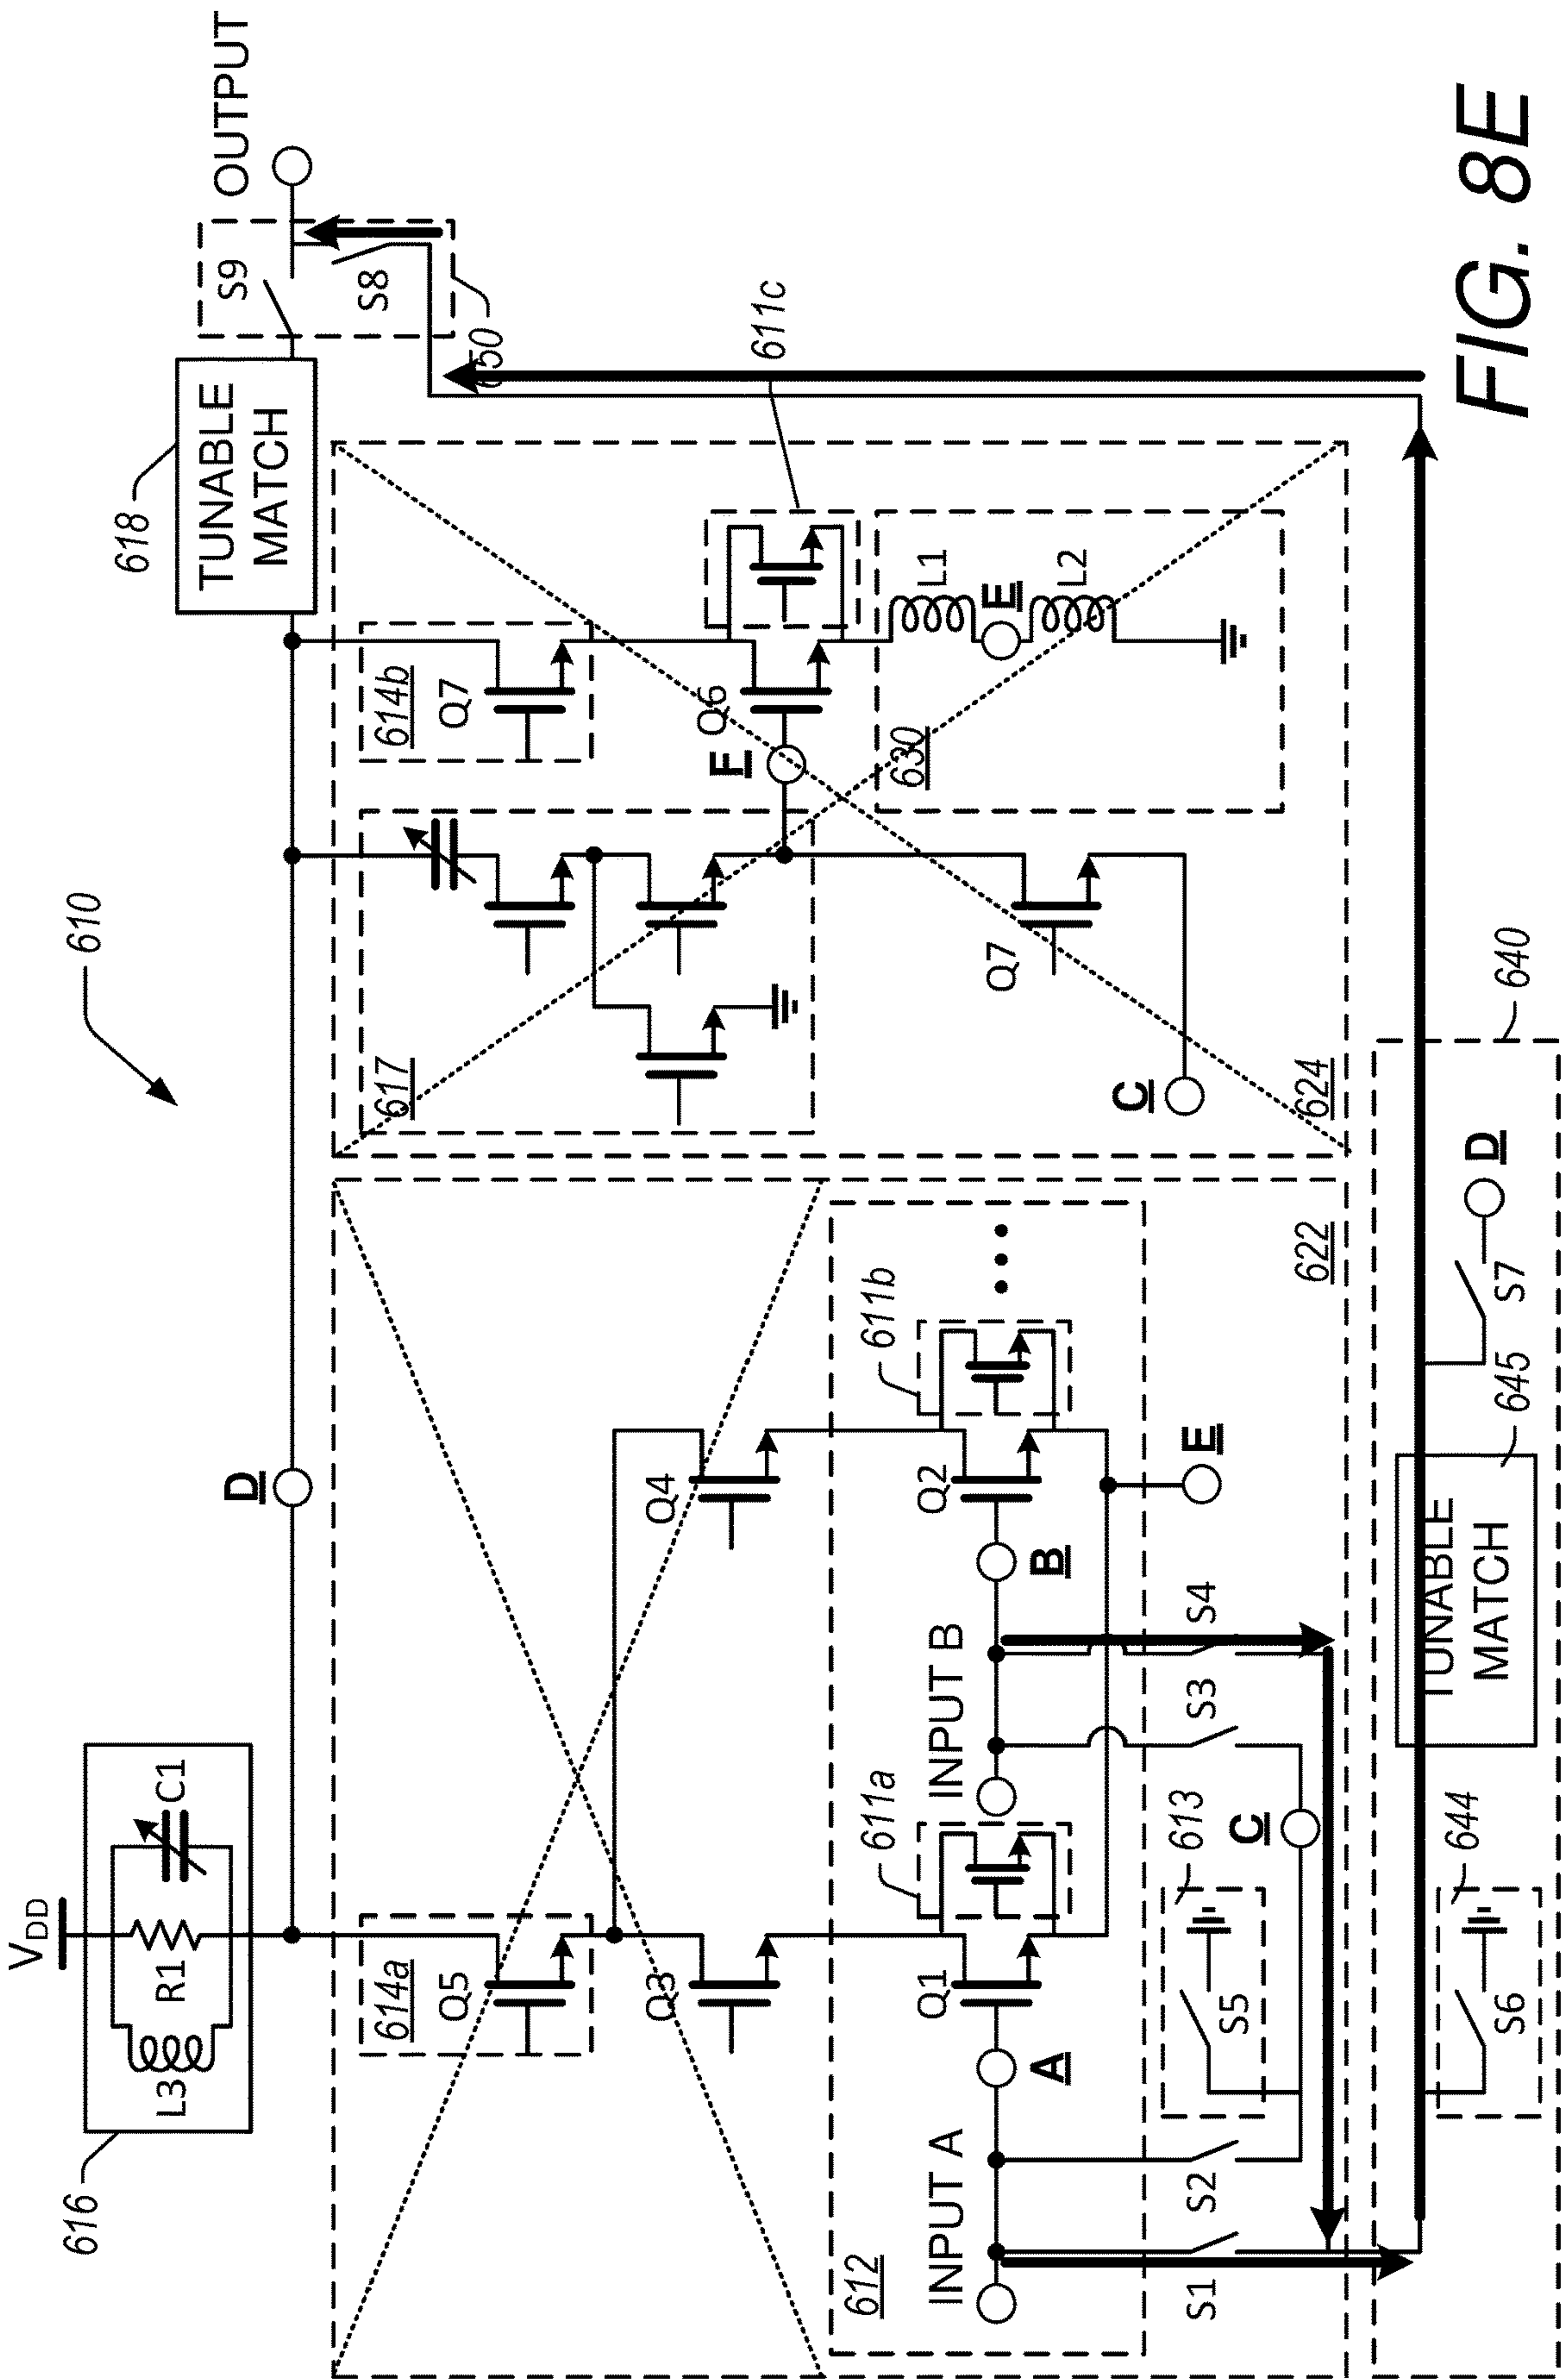 610
616
V_DD
L3
R1
C1
D
618
TUNABLE
MATCH
S9
OUTPUT
S8
650
614a
Q5
Q3
Q4
617
614b
Q7
Q6
F
611c
630
L1
E
L2
Q7
C
624
612
INPUT A
A
Q1
611a
INPUT B
B
Q2
611b
...
E
S1
S2
S5
613
C
S3
S4
622
S6
644
TUNABLE
MATCH
645
S7
D
640
FIG. 8E